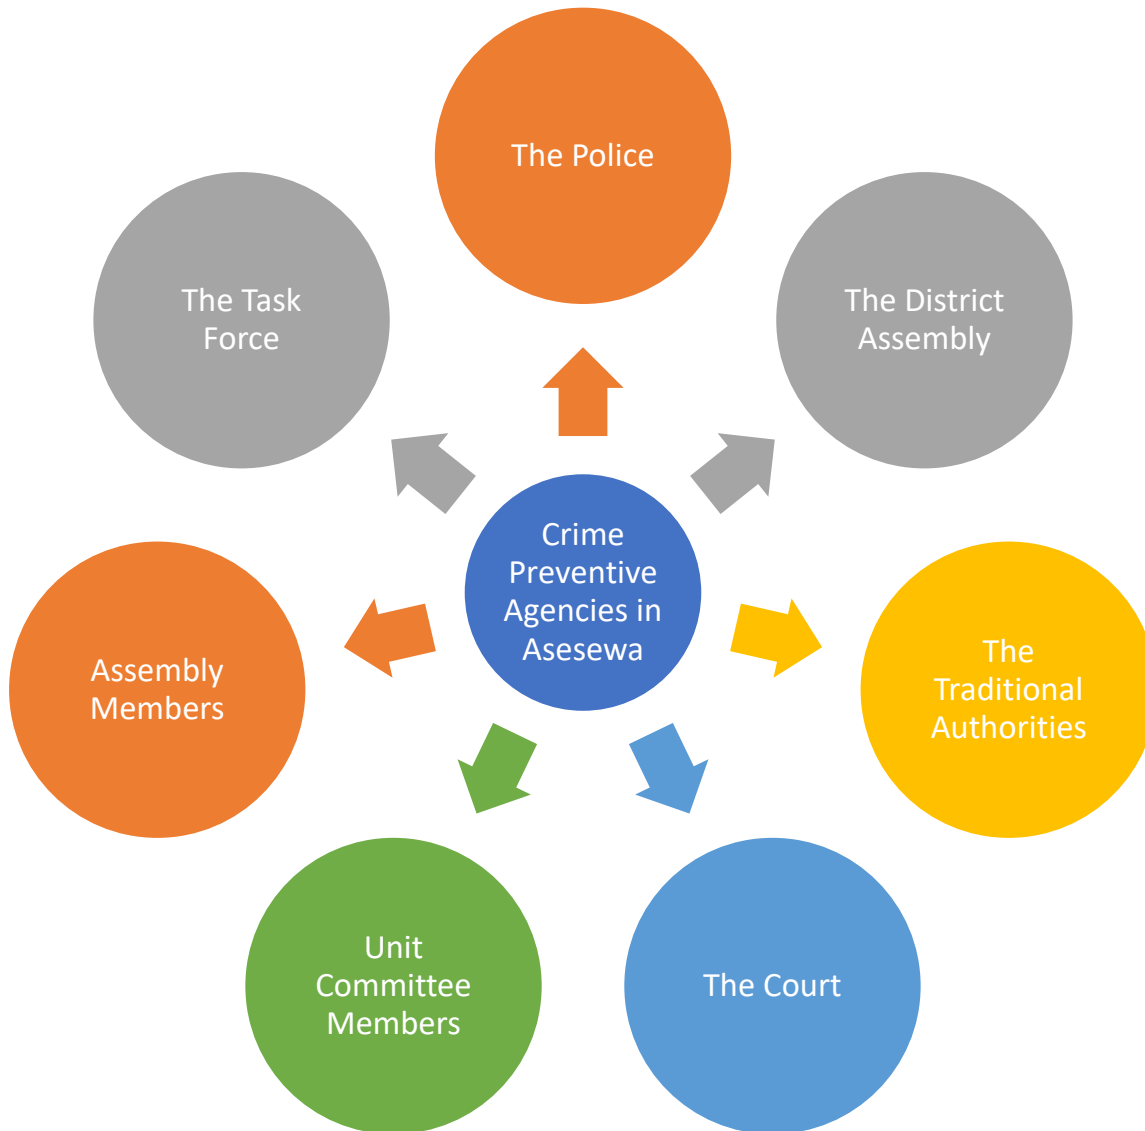 The Police
The Task
Force
The District
Assembly
Crime
Preventive
Agencies in
Asesewa
Assembly
Members
The
Traditional
Authorities
Unit
Committee
Members
The Court